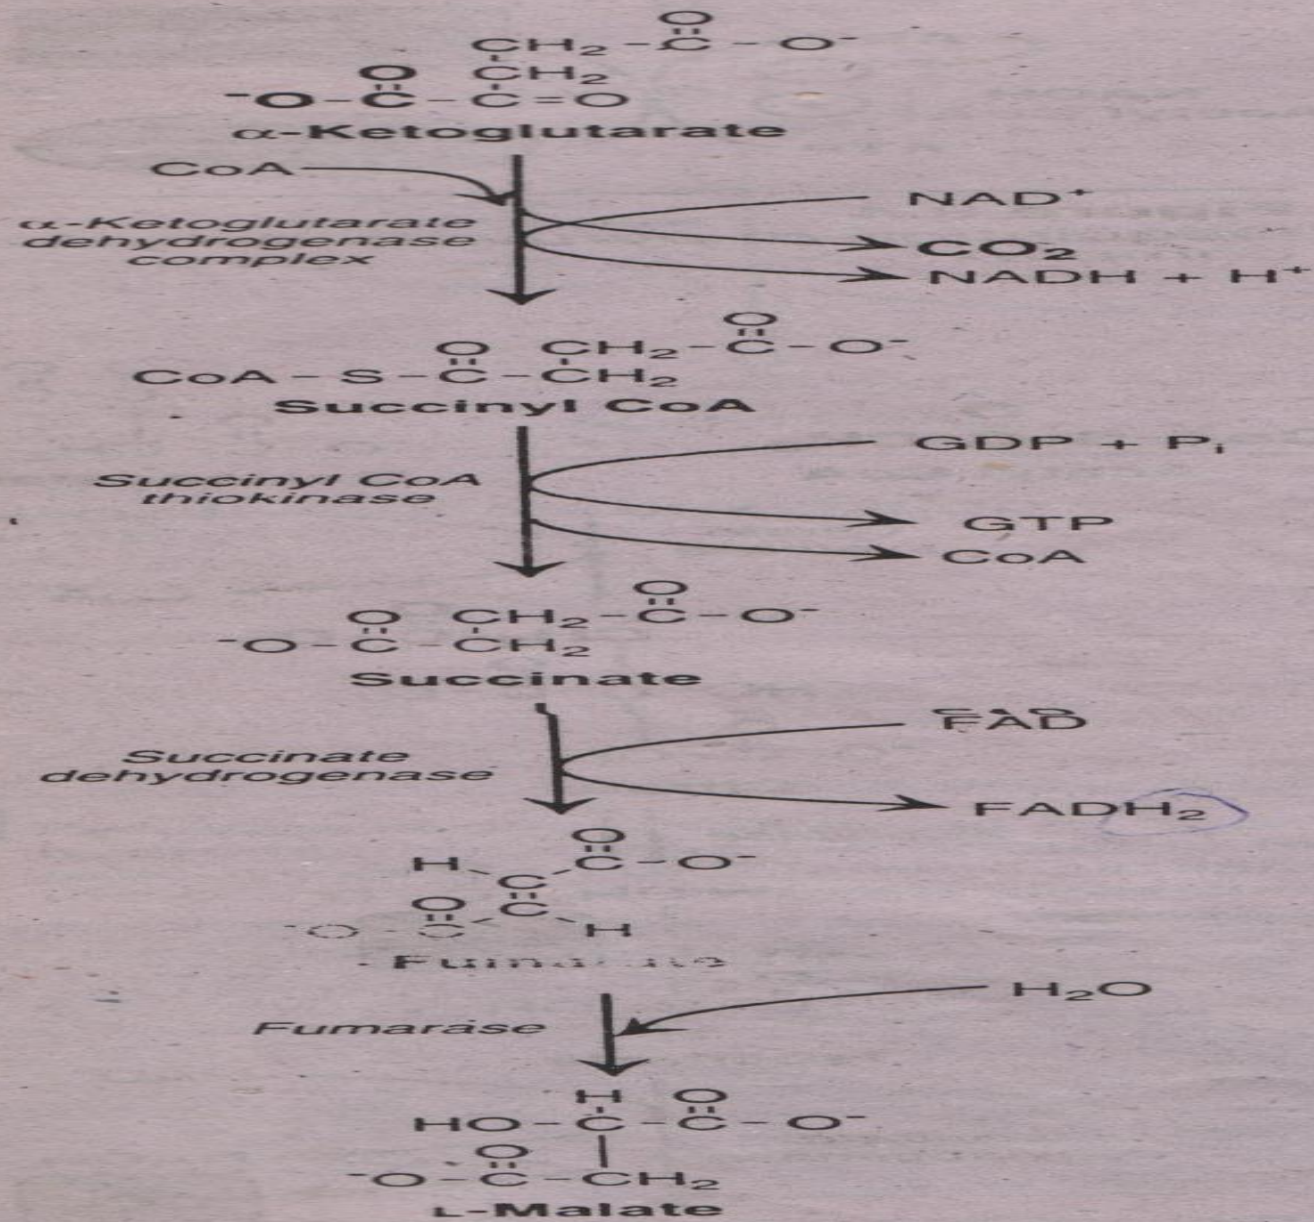 O
CH₂ – C – O⁻
O CH₂
⁻O – C – C = O
α-Ketoglutarate
CoA
NAD⁺
α-Ketoglutarate
dehydrogenase
complex
CO₂
NADH + H⁺
O
O CH₂ – C – O⁻
CoA – S – C – CH₂
Succinyl CoA
GDP + Pᵢ
Succinyl CoA
thiokinase
GTP
CoA
O
O CH₂ – C – O⁻
⁻O – C – CH₂
Succinate
FAD
Succinate
dehydrogenase
FADH₂
O
H C – O⁻
C
O C
⁻O – C H
H₂O
Fumarase
H O
HO – C – C – O⁻
O
⁻O – C – CH₂
L-Malate